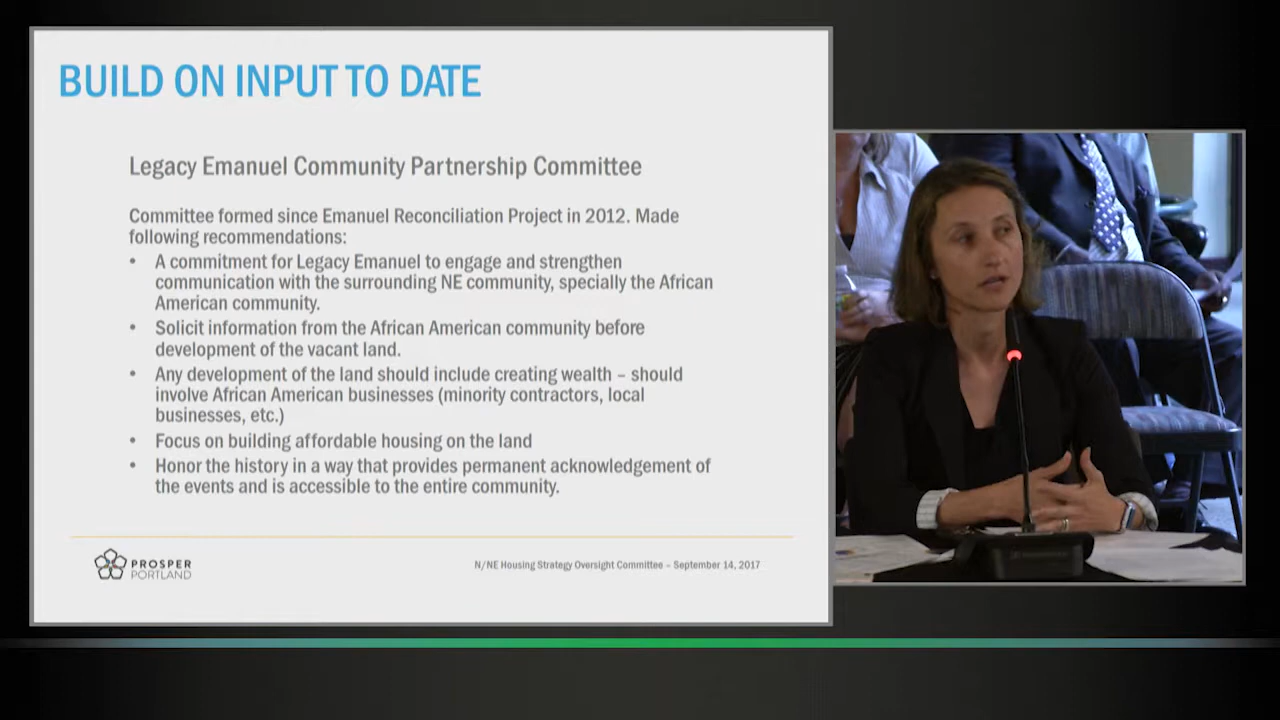 BUILD ON INPUT TO DATE
Legacy Emanuel Community Partnership Committee
Committee formed since Emanuel Reconciliation Project in 2012. Made
following recommendations:
• A commitment for Legacy Emanuel to engage and strengthen
communication with the surrounding NE community, specially the African
American community.
• Solicit information from the African American community before
development of the vacant land.
• Any development of the land should include creating wealth – should
involve African American businesses (minority contractors, local
businesses, etc.)
• Focus on building affordable housing on the land
• Honor the history in a way that provides permanent acknowledgement of
the events and is accessible to the entire community.
PROSPER
PORTLAND
N/NE Housing Strategy Oversight Committee – September 14, 2017